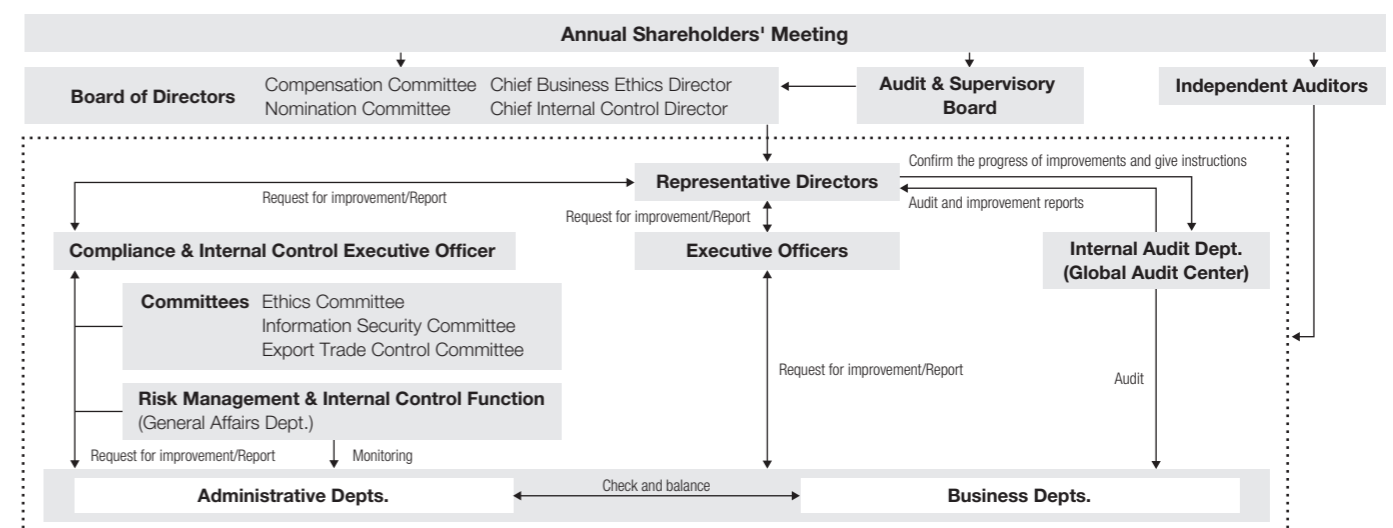 Annual Shareholders' Meeting
Board of Directors
Compensation Committee
Nomination Committee
Chief Business Ethics Director
Chief Internal Control Director
Audit & Supervisory
Board
Independent Auditors
Confirm the progress of improvements and give instructions
Representative Directors
Request for improvement/Report
Audit and improvement reports
Request for improvement/Report
Compliance & Internal Control Executive Officer
Executive Officers
Internal Audit Dept.
(Global Audit Center)
Committees Ethics Committee
Information Security Committee
Export Trade Control Committee
Request for improvement/Report
Audit
Risk Management & Internal Control Function
(General Affairs Dept.)
Request for improvement/Report
Monitoring
Administrative Depts.
Check and balance
Business Depts.